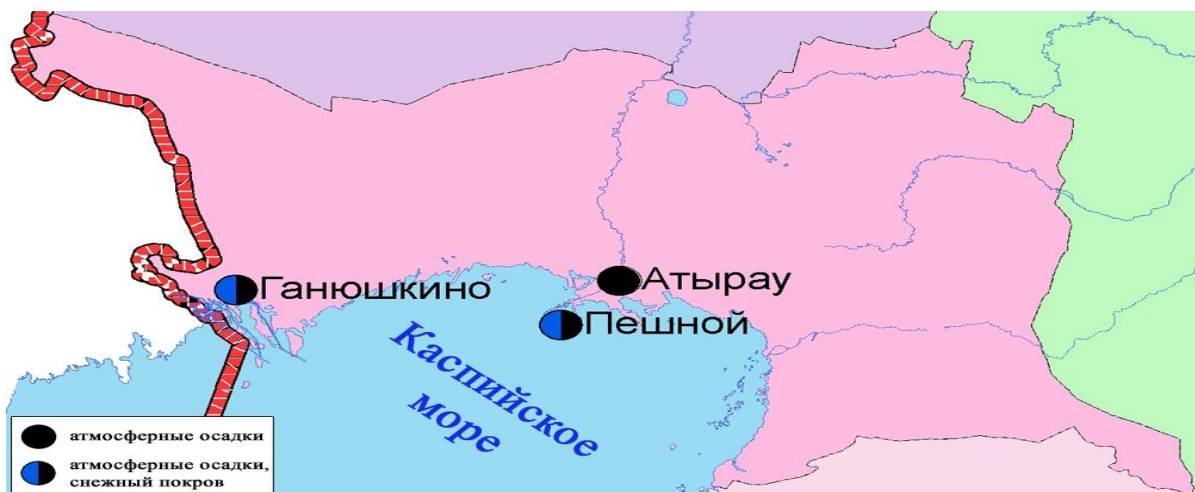 Ганюшкино
Атырау
Пешной
Каспийское
море
атмосферные осадки
атмосферные осадки,
снежный покров